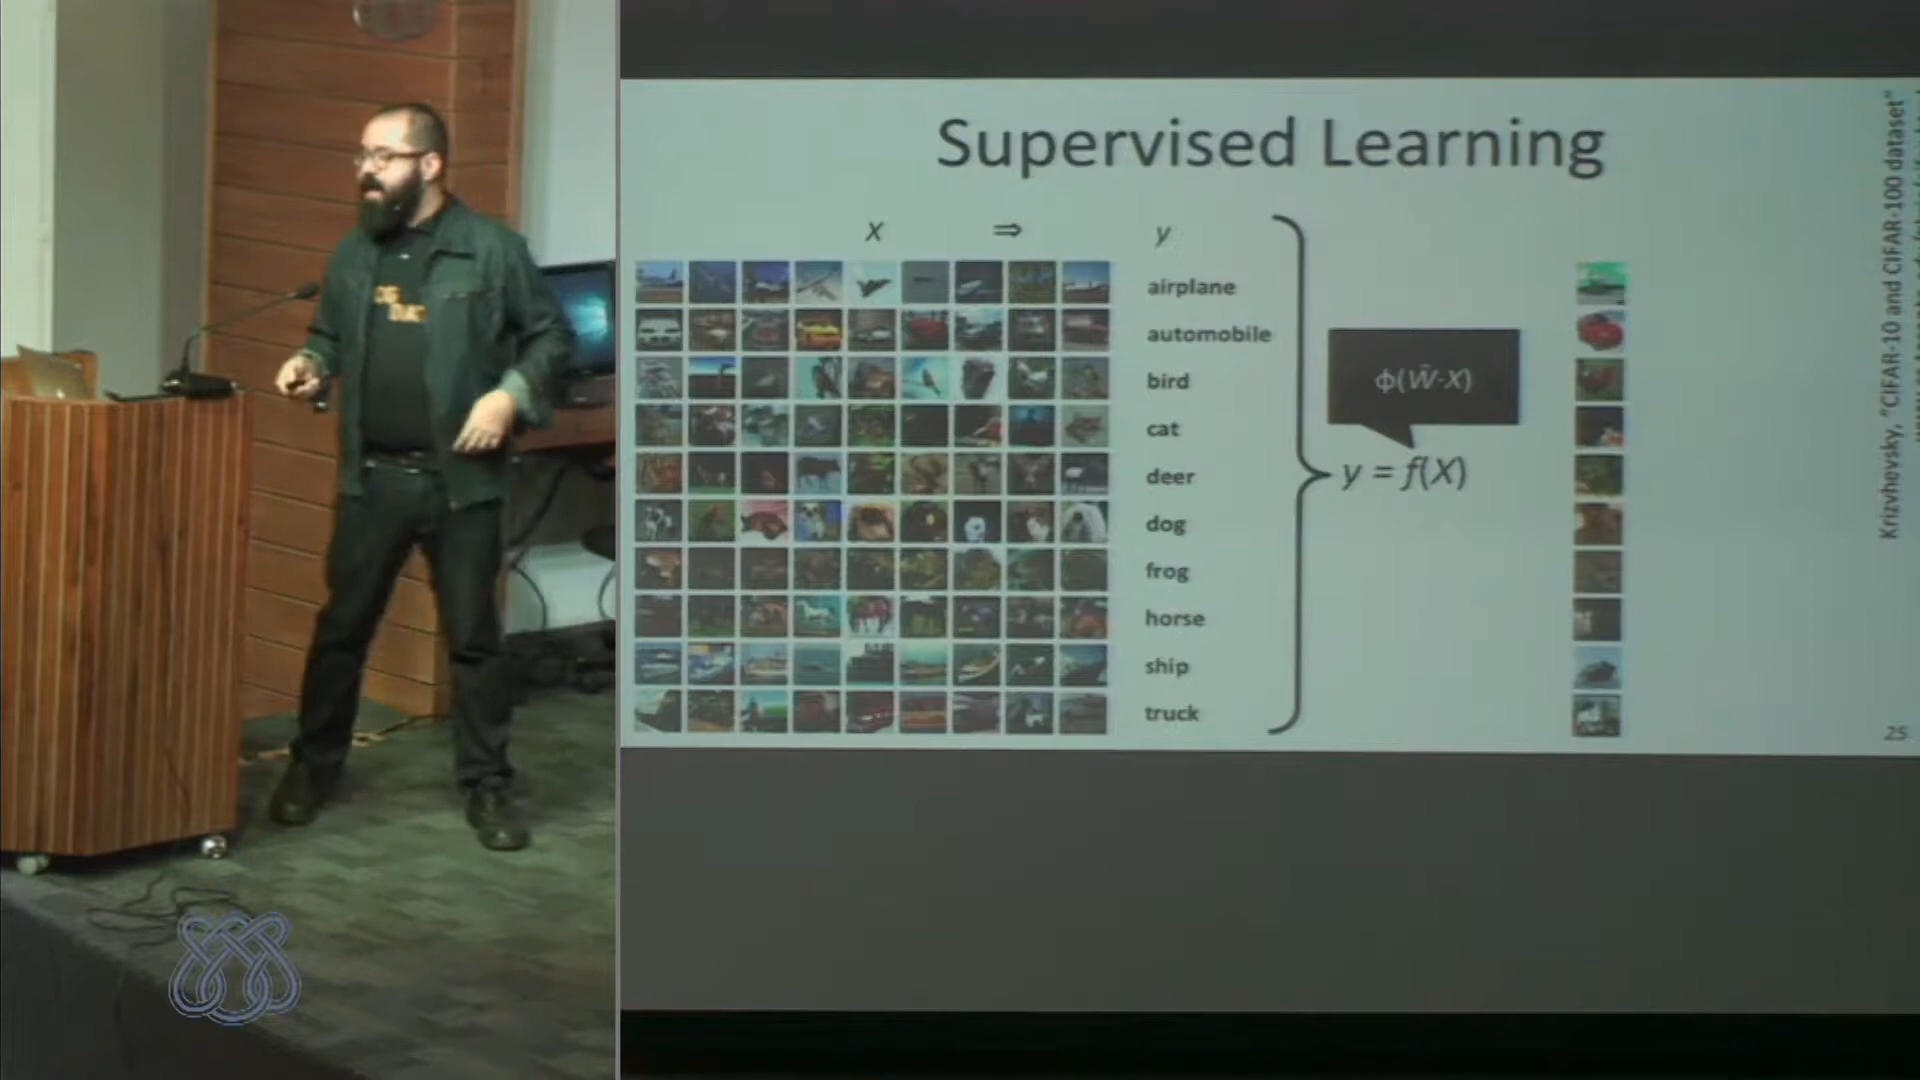 Supervised Learning
X ⇒ y
airplane
automobile
bird
cat
deer
dog
frog
horse
ship
truck
ϕ(W̄·X)
y = f(X)
Krizhevsky, "CIFAR-10 and CIFAR-100 dataset"
25